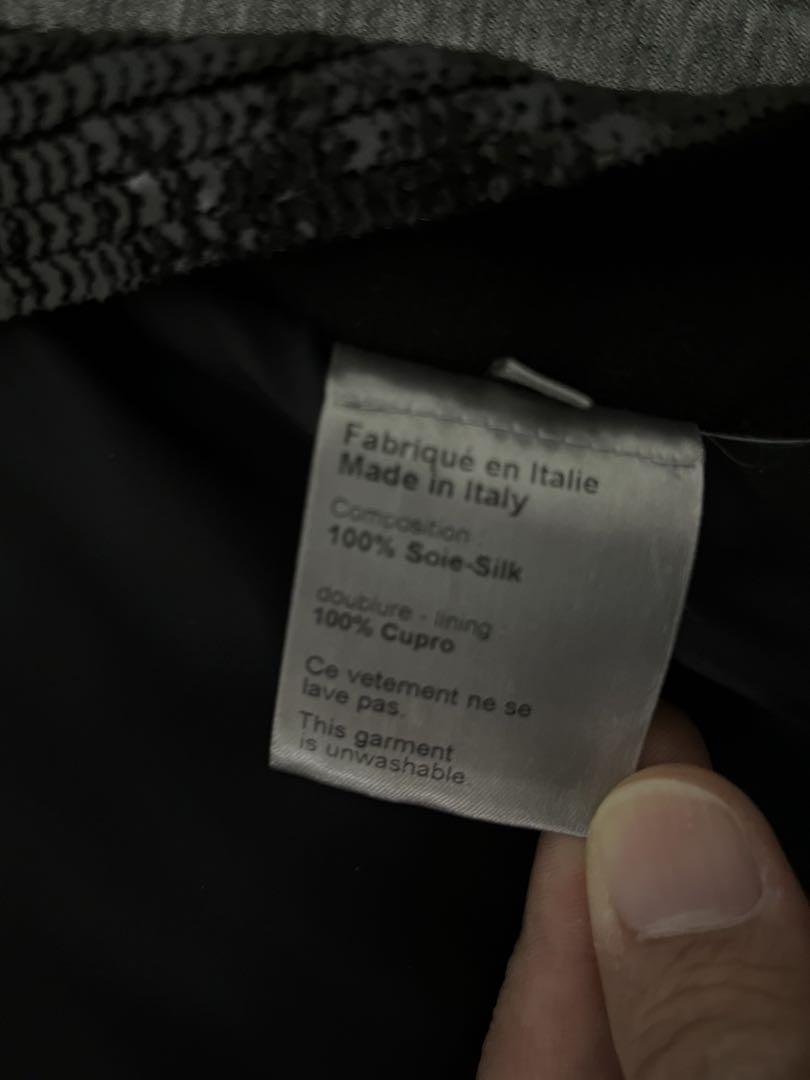 Fabriqué en Italie
Made in Italy
Composition :
100% Soie-Silk
doublure - lining :
100% Cupro
Ce vetement ne se
lave pas.
This garment
is unwashable.